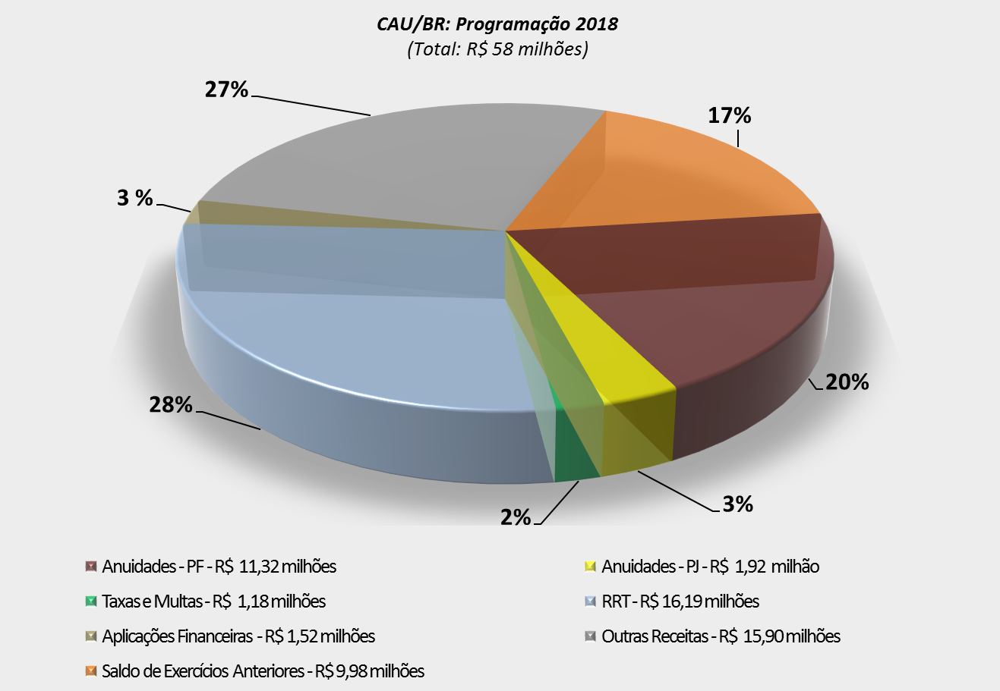 CAU/BR: Programação 2018
(Total: R$ 58 milhões)
27%
17%
3 %
20%
28%
3%
2%
Anuidades - PF - R$ 11,32 milhões
Anuidades - PJ - R$ 1,92 milhão
Taxas e Multas - R$ 1,18 milhões
RRT - R$ 16,19 milhões
Aplicações Financeiras - R$ 1,52 milhões
Outras Receitas - R$ 15,90 milhões
Saldo de Exercícios Anteriores - R$ 9,98 milhões